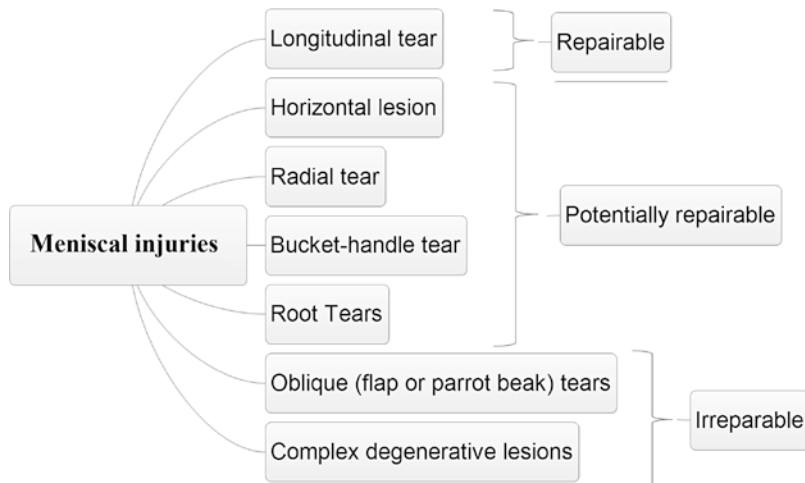 Longitudinal tear
Repairable
Horizontal lesion
Radial tear
Potentially repairable
Meniscal injuries
Bucket-handle tear
Root Tears
Oblique (flap or parrot beak) tears
Irreparable
Complex degenerative lesions